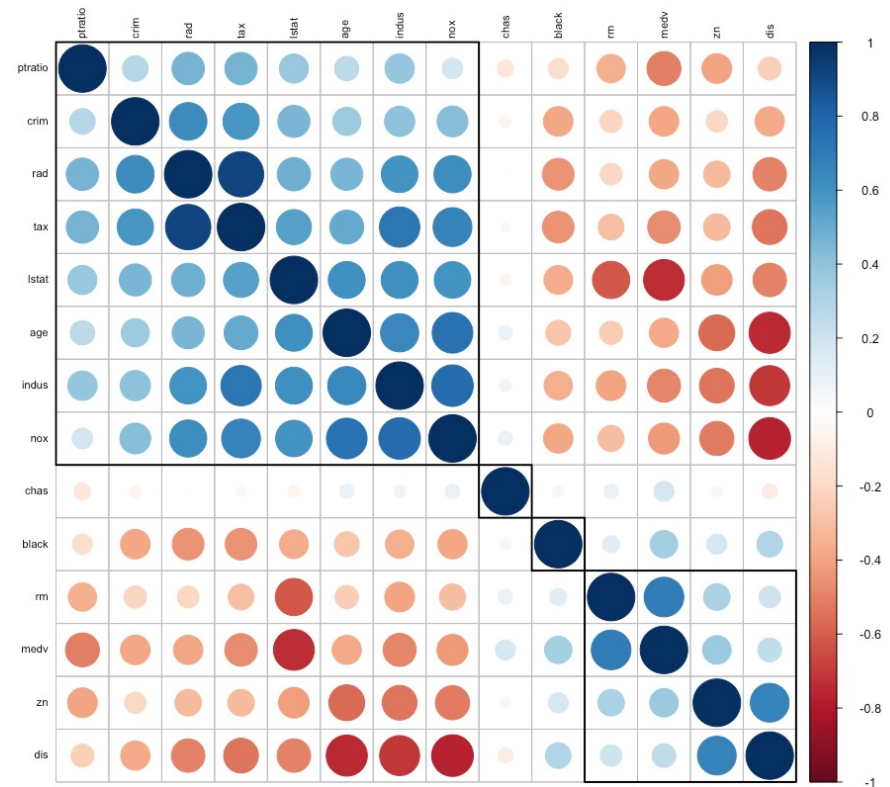 ptratio crim rad tax lstat age indus nox chas black rm medv zn dis
ptratio
crim
rad
tax
lstat
age
indus
nox
chas
black
rm
medv
zn
dis
1
0.8
0.6
0.4
0.2
0
-0.2
-0.4
-0.6
-0.8
-1